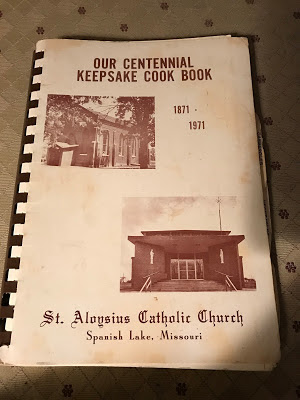 OUR CENTENNIAL
KEEPSAKE COOK BOOK
1871 -
1971
St. Aloysius Catholic Church
Spanish Lake, Missouri